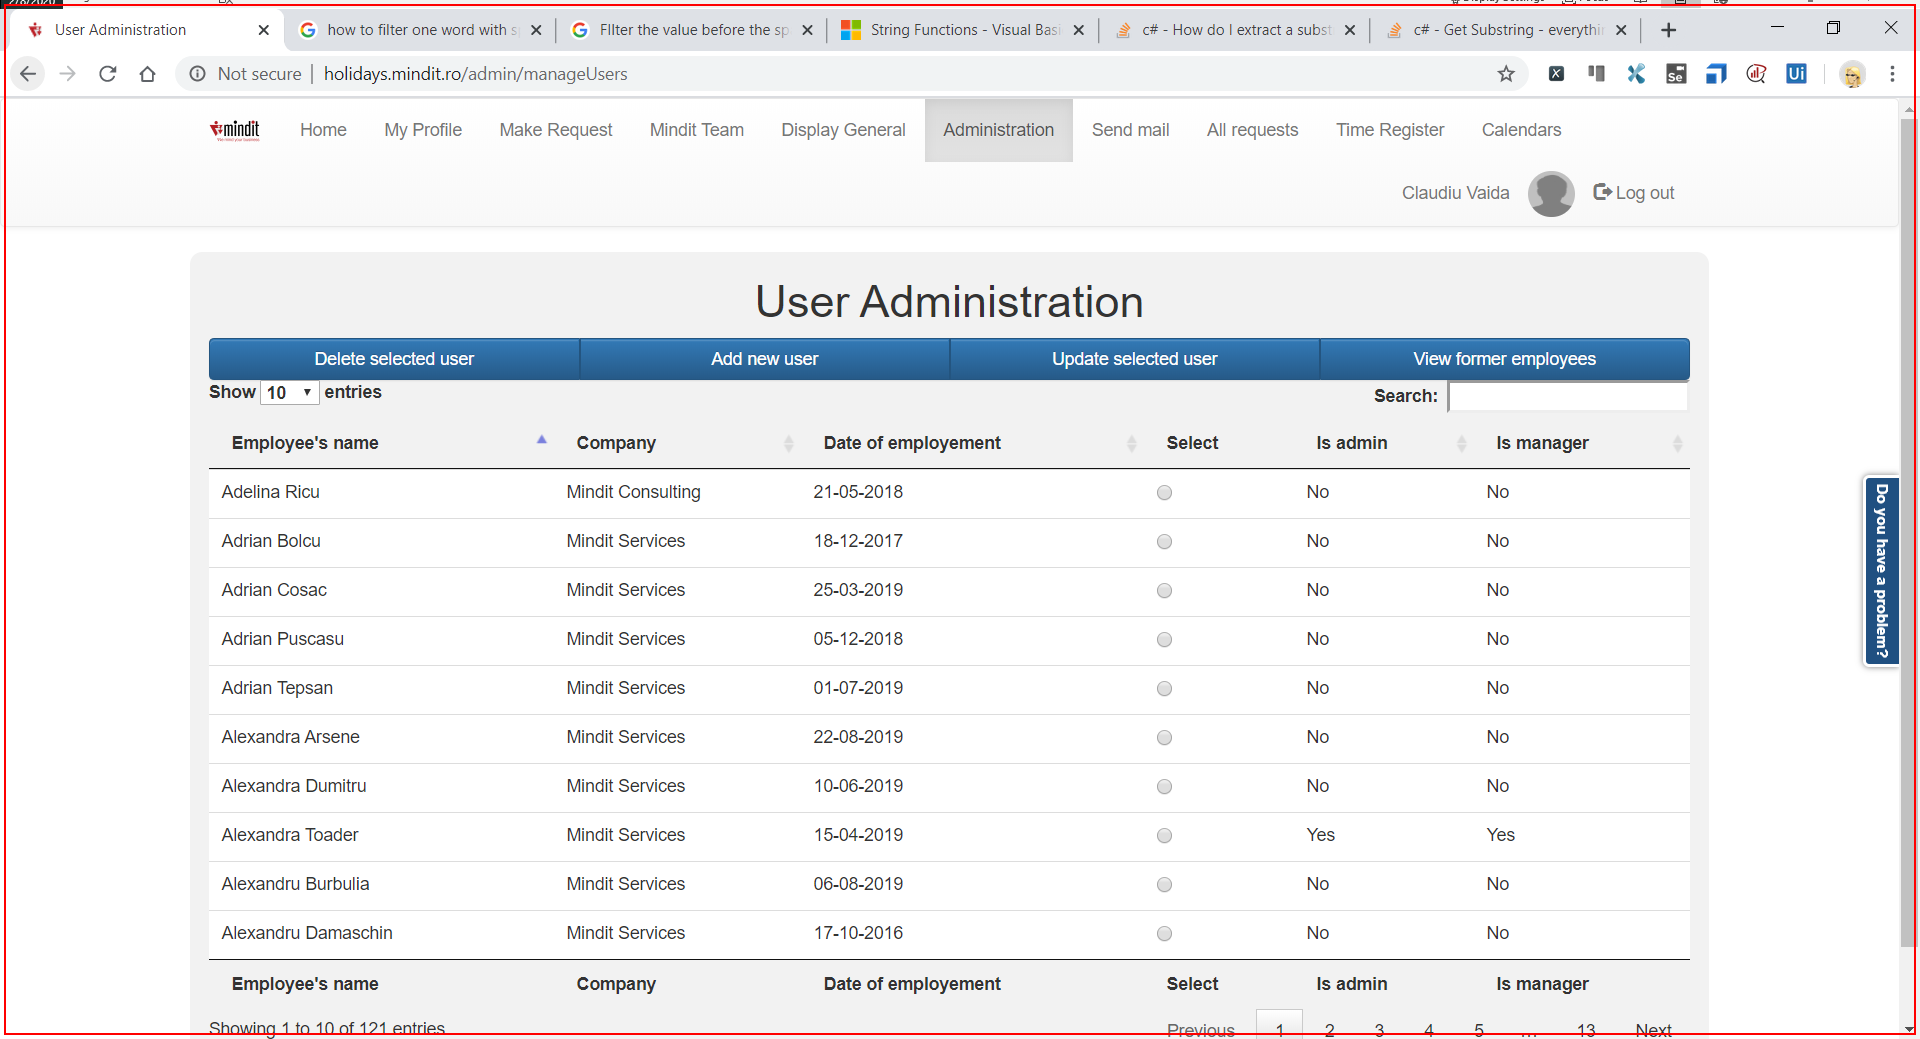 2/8/2020
User Administration
how to filter one word with s
FIlter the value before the sp
String Functions - Visual Basi
c# - How do I extract a subst
c# - Get Substring - everythin
Not secure | holidays.mindit.ro/admin/manageUsers
mindit Home My Profile Make Request Mindit Team Display General Administration Send mail All requests Time Register Calendars
Claudiu Vaida Log out
User Administration
Delete selected user Add new user Update selected user View former employees
Show 10 entries Search:
Employee's name Company Date of employement Select Is admin Is manager
Adelina Ricu Mindit Consulting 21-05-2018 No No
Adrian Bolcu Mindit Services 18-12-2017 No No
Adrian Cosac Mindit Services 25-03-2019 No No
Adrian Puscasu Mindit Services 05-12-2018 No No
Adrian Tepsan Mindit Services 01-07-2019 No No
Alexandra Arsene Mindit Services 22-08-2019 No No
Alexandra Dumitru Mindit Services 10-06-2019 No No
Alexandra Toader Mindit Services 15-04-2019 Yes Yes
Alexandru Burbulia Mindit Services 06-08-2019 No No
Alexandru Damaschin Mindit Services 17-10-2016 No No
Employee's name Company Date of employement Select Is admin Is manager
Showing 1 to 10 of 121 entries Previous 1 2 3 4 5 ... 13 Next
Do you have a problem?
Se
Ui